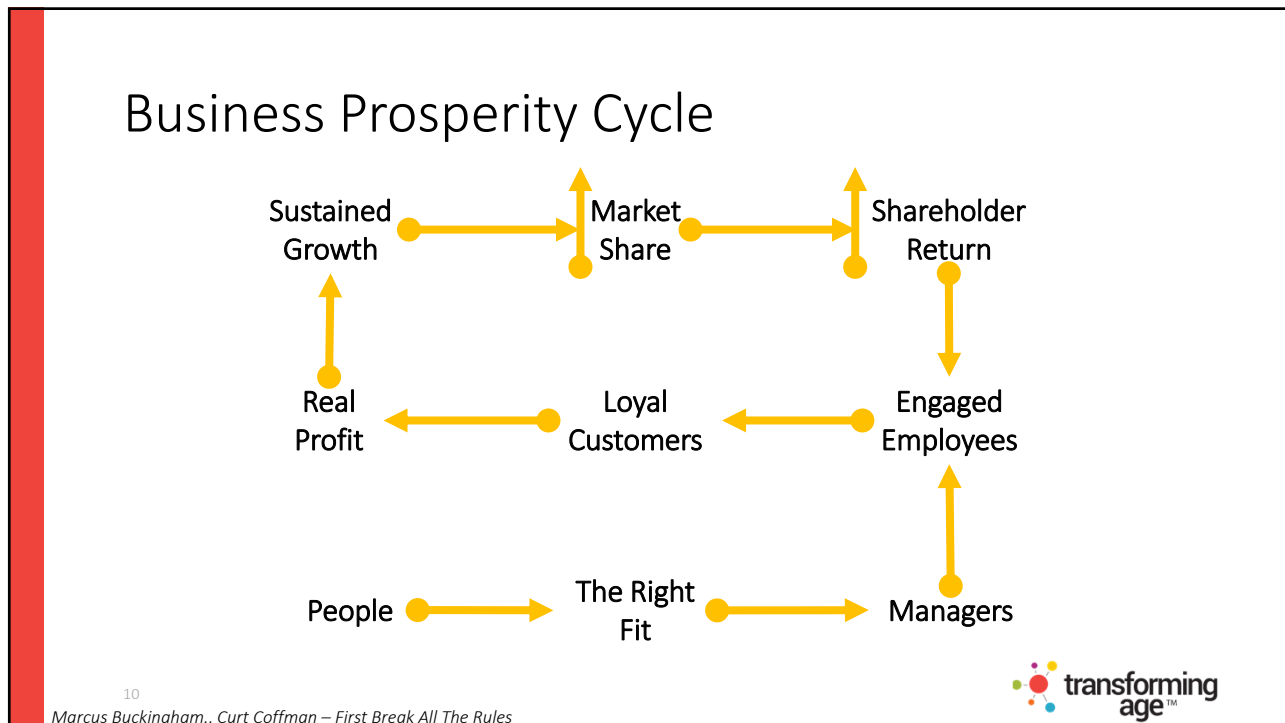 Business Prosperity Cycle
Sustained
Growth
Market
Share
Shareholder
Return
Real
Profit
Loyal
Customers
Engaged
Employees
People
The Right
Fit
Managers
10
Marcus Buckingham., Curt Coffman – First Break All The Rules
transforming
age™